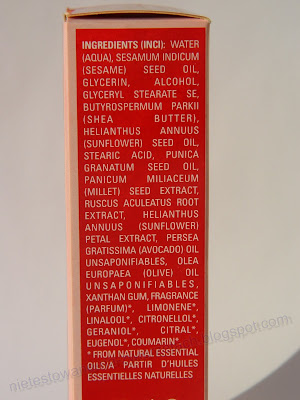 INGREDIENTS (INCI): WATER
(AQUA), SESAMUM INDICUM
(SESAME) SEED OIL,
GLYCERIN, ALCOHOL,
GLYCERYL STEARATE SE,
BUTYROSPERMUM PARKII
(SHEA BUTTER),
HELIANTHUS ANNUUS
(SUNFLOWER) SEED OIL,
STEARIC ACID, PUNICA
GRANATUM SEED OIL,
PANICUM MILIACEUM
(MILLET) SEED EXTRACT,
RUSCUS ACULEATUS ROOT
EXTRACT, HELIANTHUS
ANNUUS (SUNFLOWER)
PETAL EXTRACT, PERSEA
GRATISSIMA (AVOCADO) OIL
UNSAPONIFIABLES, OLEA
EUROPAEA (OLIVE) OIL
UNSAPONIFIABLES,
XANTHAN GUM, FRAGRANCE
(PARFUM)*, LIMONENE*,
LINALOOL*, CITRONELLOL*,
GERANIOL*, CITRAL*,
EUGENOL*, COUMARIN*.
* FROM NATURAL ESSENTIAL
OILS/A PARTIR D'HUILES
ESSENTIELLES NATURELLES